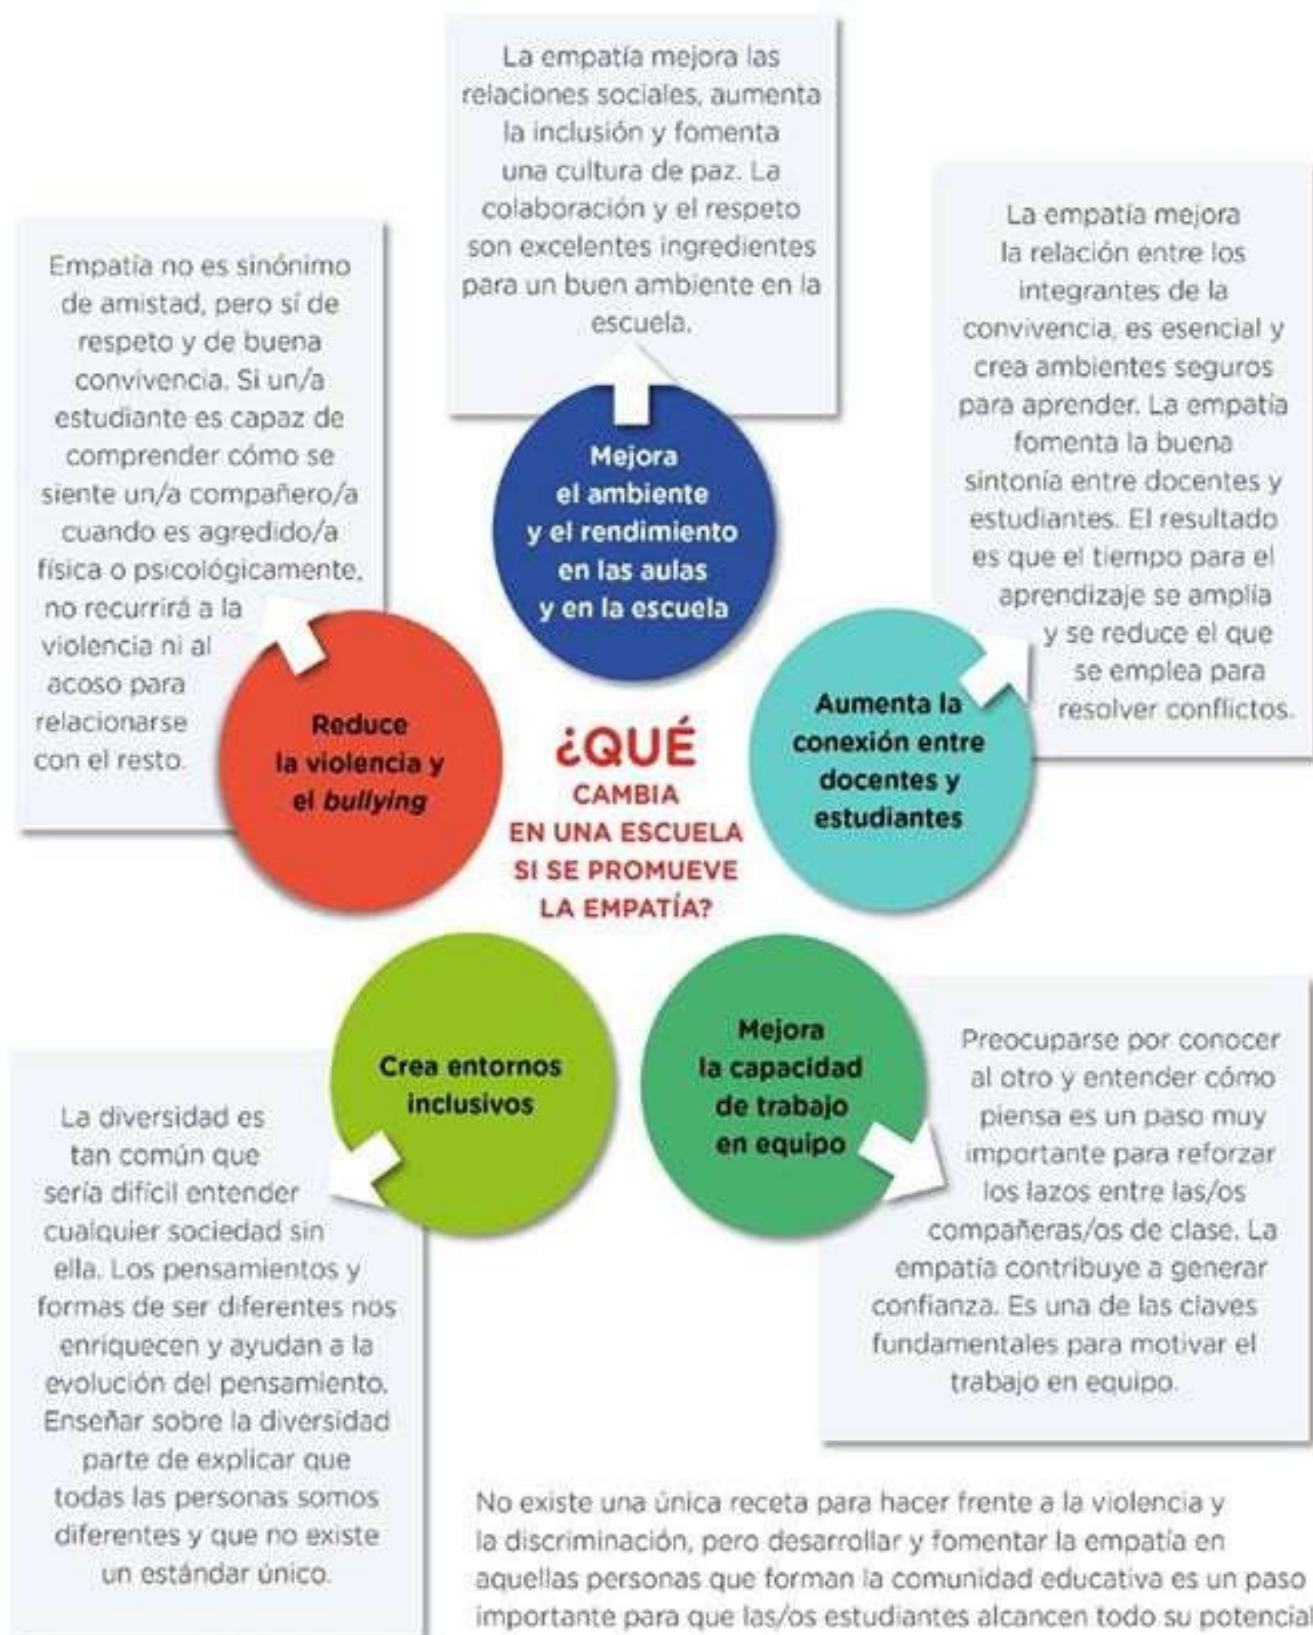 La empatía mejora las
relaciones sociales, aumenta
la inclusión y fomenta
una cultura de paz. La
colaboración y el respeto
son excelentes ingredientes
para un buen ambiente en la
escuela.
Mejora
el ambiente
y el rendimiento
en las aulas
y en la escuela
Empatía no es sinónimo
de amistad, pero sí de
respeto y de buena
convivencia. Si un/a
estudiante es capaz de
comprender cómo se
siente un/a compañero/a
cuando es agredido/a
física o psicológicamente,
no recurrirá a la
violencia ni al
acoso para
relacionarse
con el resto.
Reduce
la violencia y
el bullying
La empatía mejora
la relación entre los
integrantes de la
convivencia, es esencial y
crea ambientes seguros
para aprender. La empatía
fomenta la buena
sintonía entre docentes y
estudiantes. El resultado
es que el tiempo para el
aprendizaje se amplía
y se reduce el que
se emplea para
resolver conflictos.
Aumenta la
conexión entre
docentes y
estudiantes
¿QUÉ
CAMBIA
EN UNA ESCUELA
SI SE PROMUEVE
LA EMPATÍA?
Crea entornos
inclusivos
La diversidad es
tan común que
sería difícil entender
cualquier sociedad sin
ella. Los pensamientos y
formas de ser diferentes nos
enriquecen y ayudan a la
evolución del pensamiento.
Enseñar sobre la diversidad
parte de explicar que
todas las personas somos
diferentes y que no existe
un estándar único.
Mejora
la capacidad
de trabajo
en equipo
Preocuparse por conocer
al otro y entender cómo
piensa es un paso muy
importante para reforzar
los lazos entre las/os
compañeras/os de clase. La
empatía contribuye a generar
confianza. Es una de las claves
fundamentales para motivar el
trabajo en equipo.
No existe una única receta para hacer frente a la violencia y
la discriminación, pero desarrollar y fomentar la empatía en
aquellas personas que forman la comunidad educativa es un paso
importante para que las/os estudiantes alcancen todo su potencial